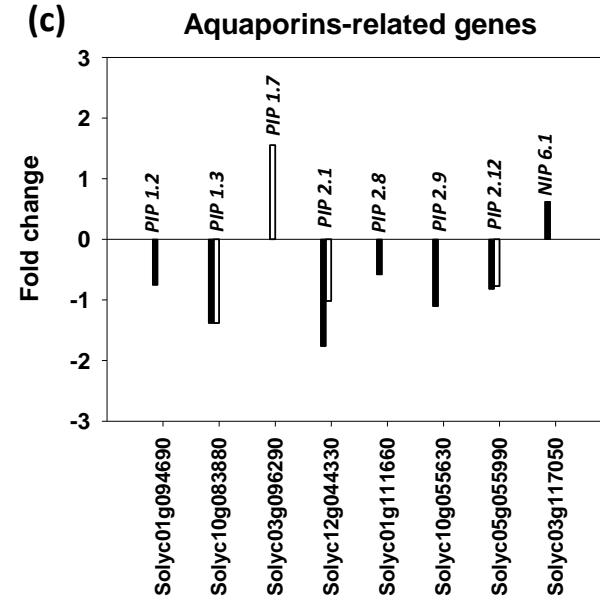 (c)
Aquaporins-related genes
Fold change
3
2
1
0
-1
-2
-3
PIP 1.2
PIP 1.3
PIP 1.7
PIP 2.1
PIP 2.8
PIP 2.9
PIP 2.12
NIP 6.1
Solyc01g094690
Solyc10g083880
Solyc03g096290
Solyc12g044330
Solyc01g111660
Solyc10g055630
Solyc05g055990
Solyc03g117050